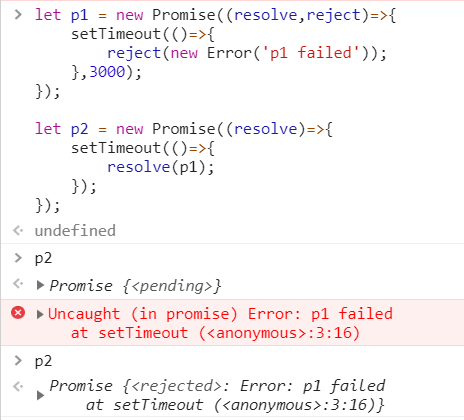 let p1 = new Promise((resolve,reject)=>{
    setTimeout(()=>{
        reject(new Error('p1 failed'));
    },3000);
});

let p2 = new Promise((resolve)=>{
    setTimeout(()=>{
        resolve(p1);
    });
});
undefined
p2
Promise {<pending>}
Uncaught (in promise) Error: p1 failed
    at setTimeout (<anonymous>:3:16)
p2
Promise {<rejected>: Error: p1 failed
    at setTimeout (<anonymous>:3:16)}